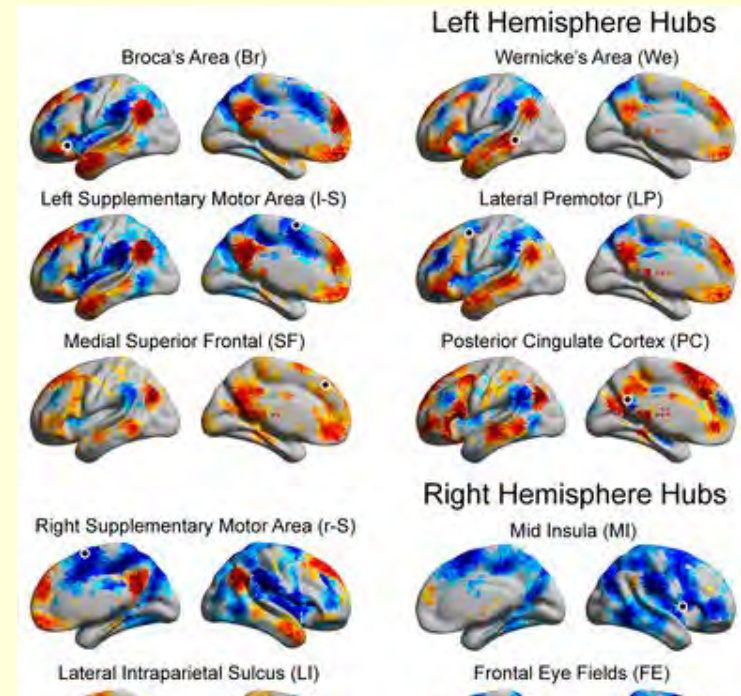 Left Hemisphere Hubs
Broca's Area (Br)
Wernicke's Area (We)
Left Supplementary Motor Area (l-S)
Lateral Premotor (LP)
Medial Superior Frontal (SF)
Posterior Cingulate Cortex (PC)
Right Hemisphere Hubs
Right Supplementary Motor Area (r-S)
Mid Insula (MI)
Lateral Intraparietal Sulcus (LI)
Frontal Eye Fields (FE)